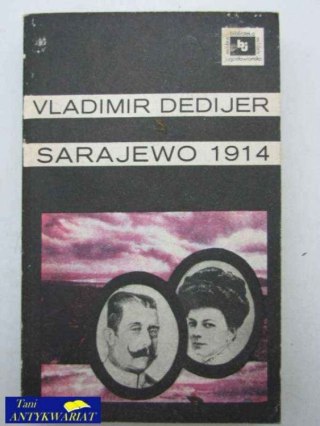 VLADIMIR DEDIJER
SARAJEWO 1914
Tani
ANTYKWARIAT